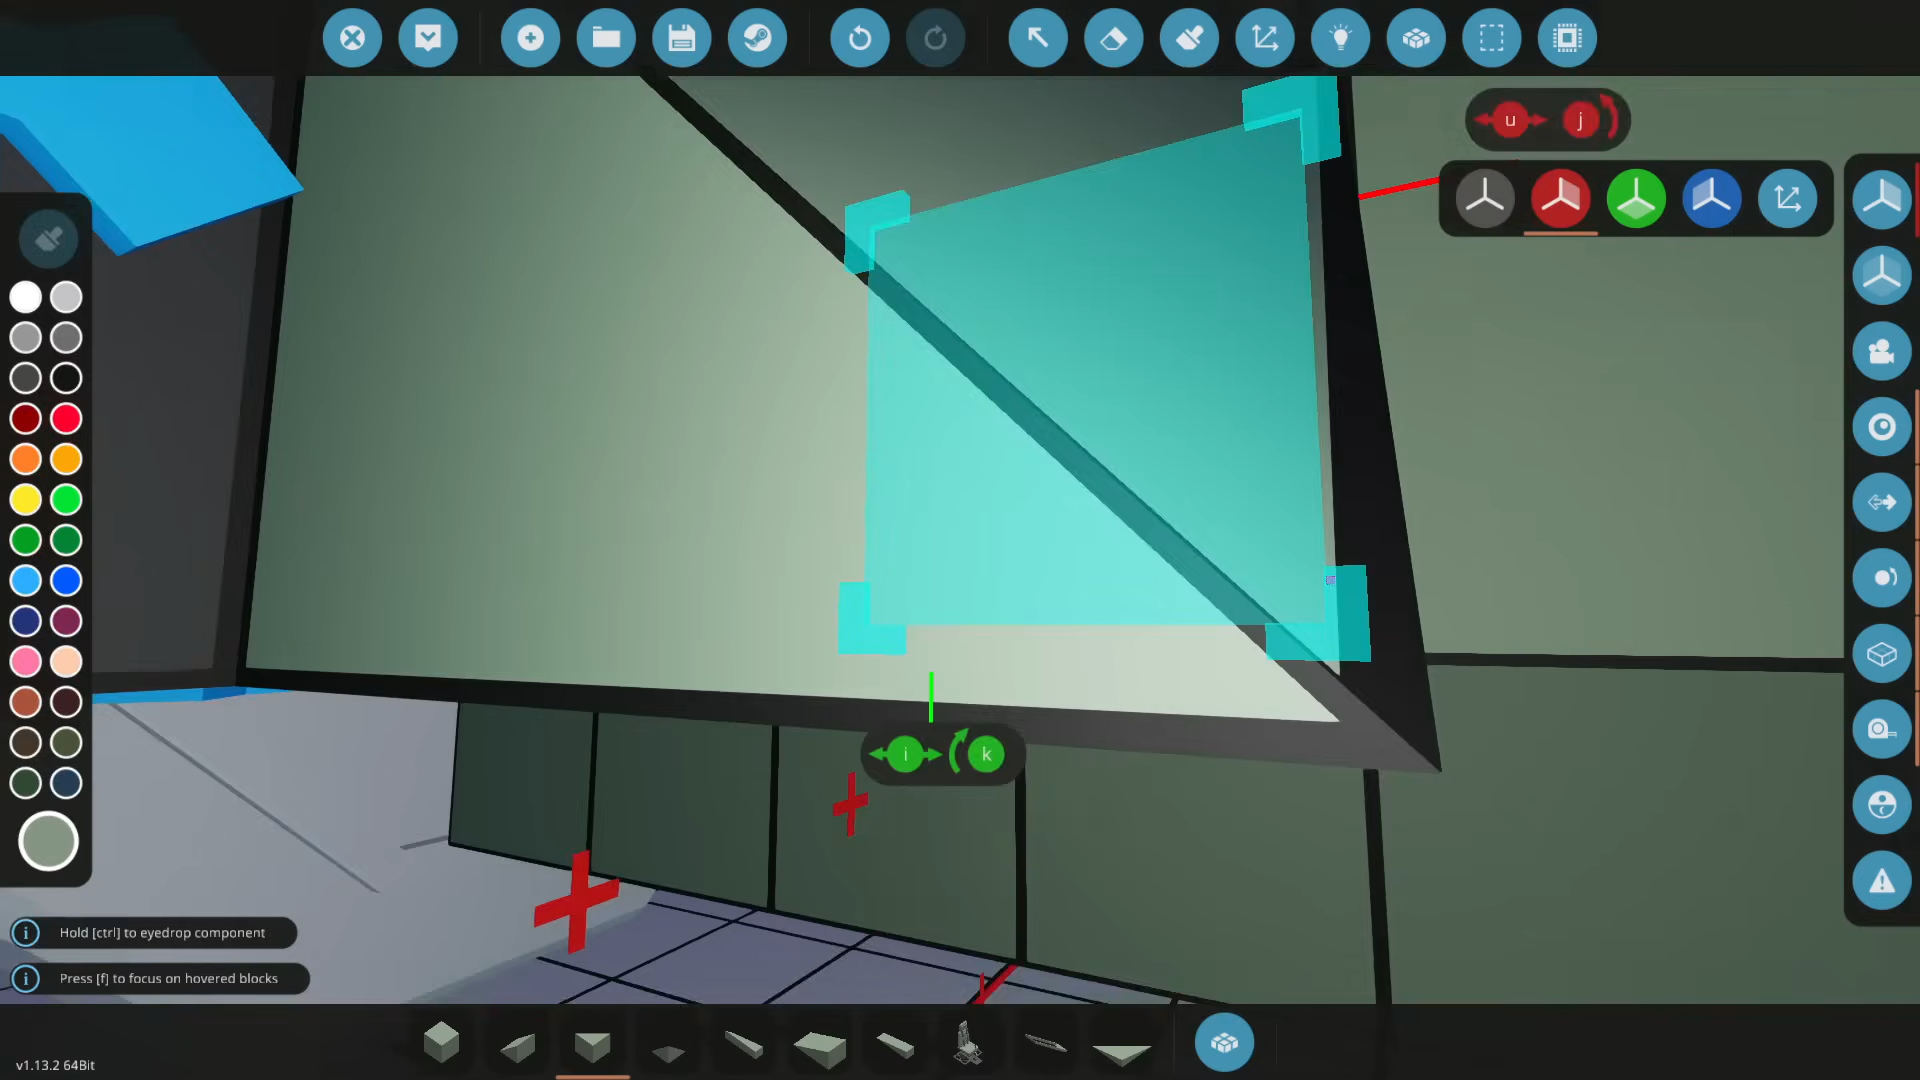 u j
i k
Hold [ctrl] to eyedrop component
Press [f] to focus on hovered blocks
v1.13.2 64Bit